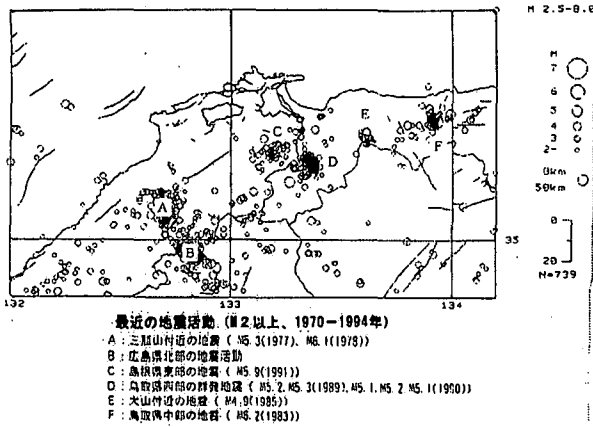 M 2.5-8.0
M
7
6
5
4
3
2-
0km
50km
0
20
N=739
C
E
D
F
A
B
35
132
133
134
最近の地震活動 (M2以上、1970−1994年)
A : 三瓶山付近の地震 ( M5.3(1977)、M6.1(1978))
B : 広島県北部の地震活動
C : 島根県東部の地震 ( M5.9(1991))
D : 鳥取県西部の群発地震 ( M5.2、M5.3(1989)、M5.1、M5.2、M5.1(1990))
E : 大山付近の地震 ( M4.9(1985))
F : 鳥取県中部の地震 ( M6.2(1983))